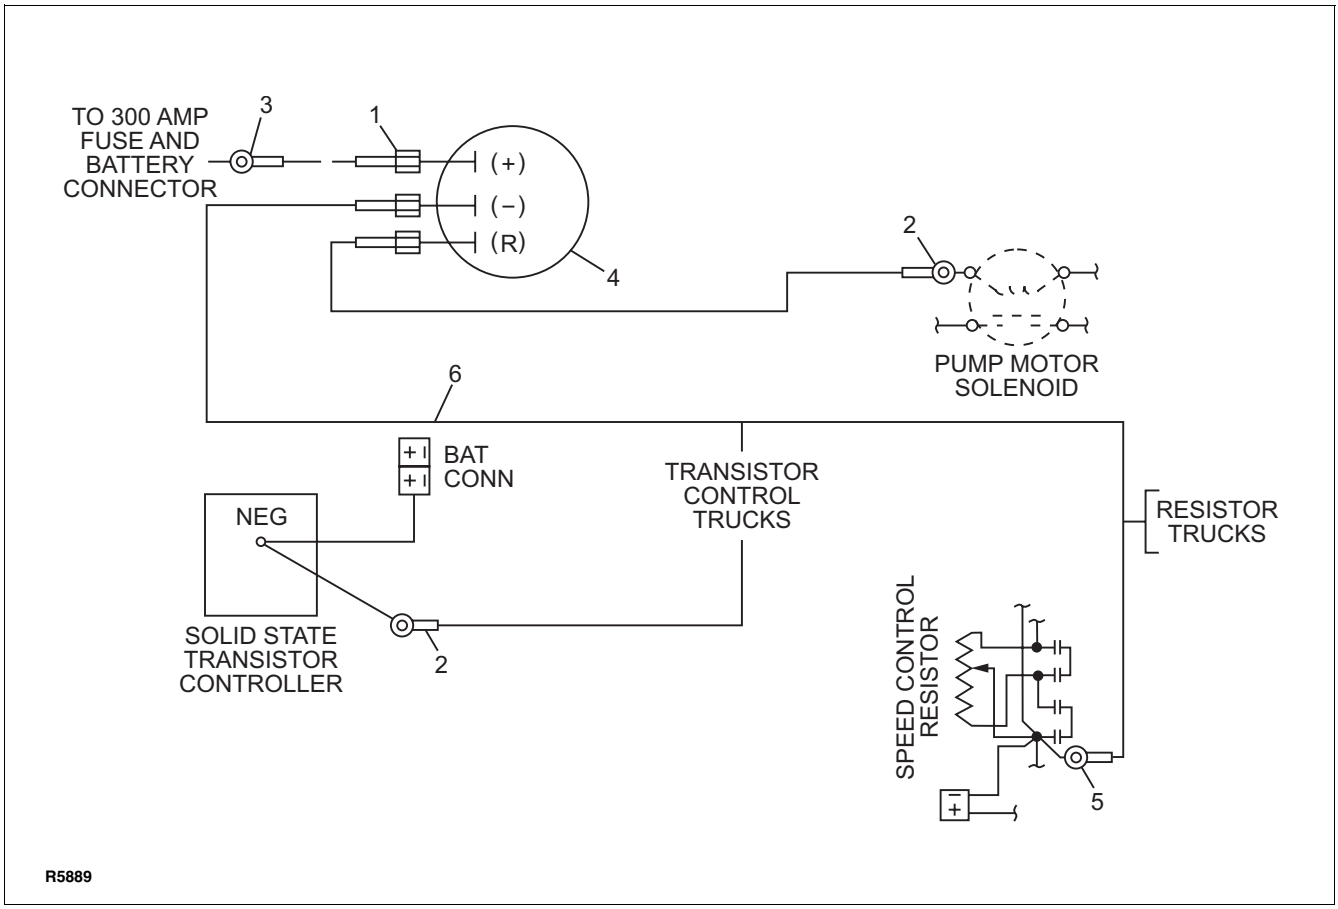 TO 300 AMP
FUSE AND
BATTERY
CONNECTOR
3
1
(+)
(–)
(R)
4
2
PUMP MOTOR
SOLENOID
6
+ –
+ –
BAT
CONN
TRANSISTOR
CONTROL
TRUCKS
RESISTOR
TRUCKS
NEG
SOLID STATE
TRANSISTOR
CONTROLLER
2
SPEED CONTROL
RESISTOR
5
–
+
R5889